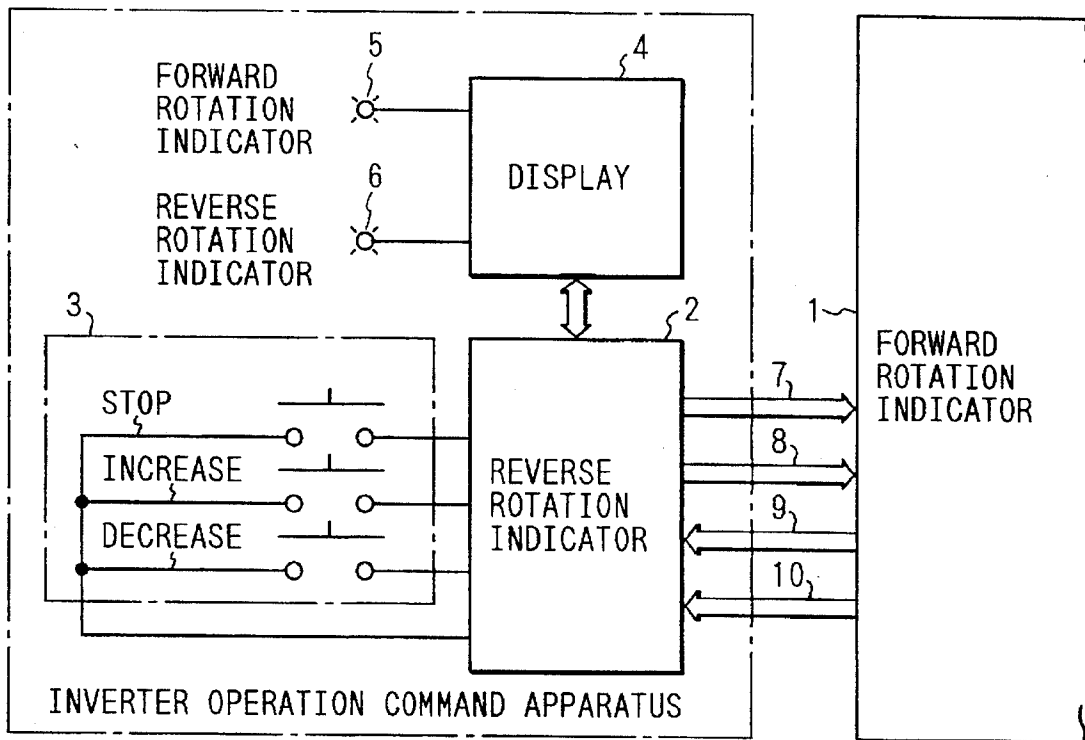 5
4
FORWARD
ROTATION
INDICATOR
DISPLAY
6
REVERSE
ROTATION
INDICATOR
3
2
1
STOP
INCREASE
DECREASE
REVERSE
ROTATION
INDICATOR
7
8
9
10
FORWARD
ROTATION
INDICATOR
INVERTER OPERATION COMMAND APPARATUS